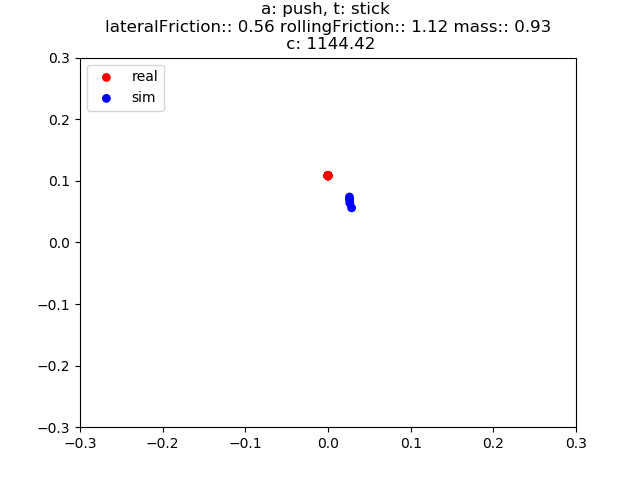 a: push, t: stick
lateralFriction:: 0.56 rollingFriction:: 1.12 mass:: 0.93
c: 1144.42
real
sim
0.3
0.2
0.1
0.0
−0.1
−0.2
−0.3
−0.3 −0.2 −0.1 0.0 0.1 0.2 0.3